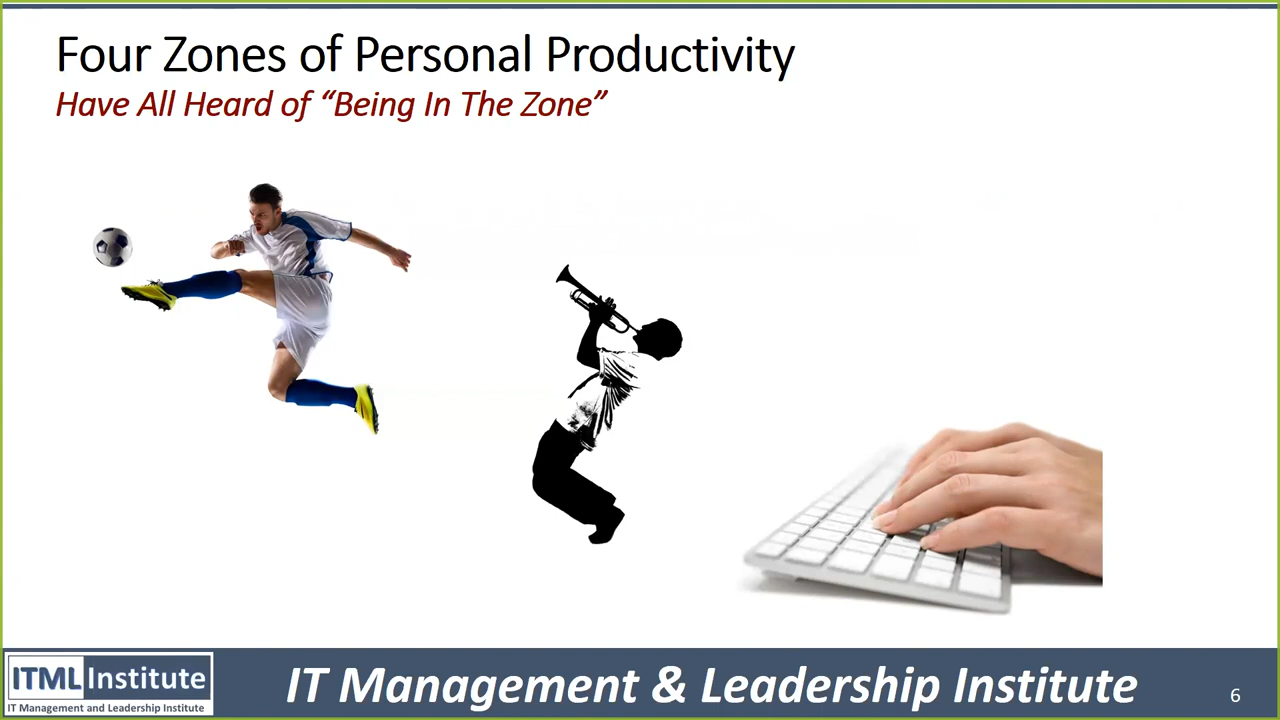 Four Zones of Personal Productivity
Have All Heard of “Being In The Zone”
ITML Institute
IT Management and Leadership Institute
IT Management & Leadership Institute
6